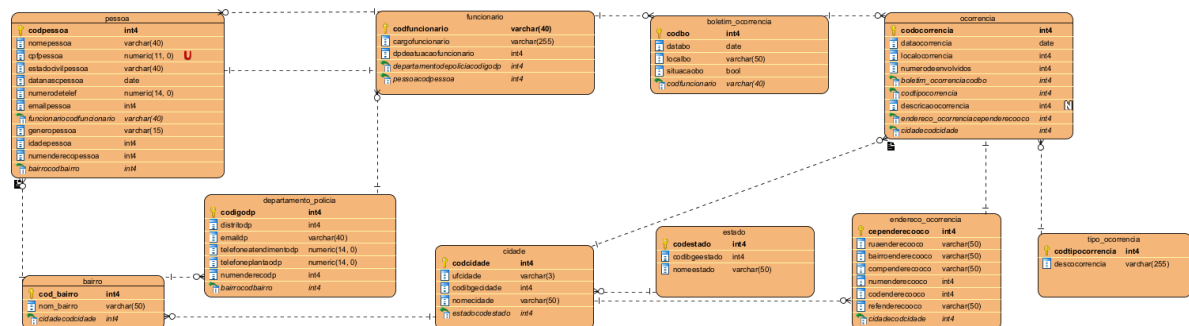 pessoa
codpessoa int4
nomepessoa varchar(40)
cpfpessoa numeric(11, 0) U
estadocivilpessoa varchar(40)
datanascpessoa date
numerodetelef numeric(14, 0)
emailpessoa int4
funcionariocodfuncionario varchar(40)
generopessoa varchar(15)
idadepessoa int4
numenderecopessoa int4
bairrocodbairro int4
funcionario
codfuncionario varchar(40)
cargofuncionario varchar(255)
dpdeatuacaofuncionario int4
departamentodepoliciacodigodp int4
pessoacodpessoa int4
boletim_ocorrencia
codbo int4
databo date
localbo varchar(50)
situacaobo bool
codfuncionario varchar(40)
ocorrencia
codocorrencia int4
dataocorrencia date
localocorrencia int4
numerodeenvolvidos int4
boletim_ocorrenciacodbo int4
codtipocorrencia int4
descricaoocorrencia int4 N
endereco_ocorrenciacependerecooco int4
cidadecodcidade int4
departamento_policia
codigodp int4
distritodp int4
emaildp varchar(40)
telefoneatendimentodp numeric(14, 0)
telefoneplantaodp numeric(14, 0)
numenderecodp int4
bairrocodbairro int4
bairro
cod_bairro int4
nom_bairro varchar(50)
cidadecodcidade int4
cidade
codcidade int4
ufcidade varchar(3)
codibgecidade int4
nomecidade varchar(50)
estadocodestado int4
estado
codestado int4
codibgeestado int4
nomeestado varchar(50)
endereco_ocorrencia
cependerecooco int4
ruaenderecooco varchar(50)
bairroenderecooco varchar(50)
compenderecooco varchar(50)
numenderecooco int4
codenderecooco int4
refenderecooco varchar(50)
cidadecodcidade int4
tipo_ocorrencia
codtipocorrencia int4
descocorrencia varchar(255)